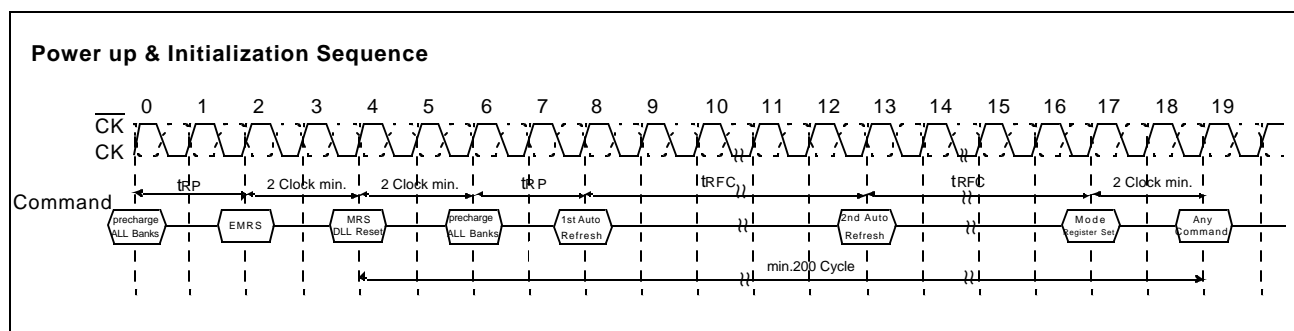 Power up & Initialization Sequence
0 1 2 3 4 5 6 7 8 9 10 11 12 13 14 15 16 17 18 19
CK
CK
tRP 2 Clock min. 2 Clock min. tRP tRFC tRFC 2 Clock min.
Command
precharge ALL Banks
EMRS
MRS DLL Reset
precharge ALL Banks
1st Auto Refresh
2nd Auto Refresh
Mode Register Set
Any Command
min.200 Cycle